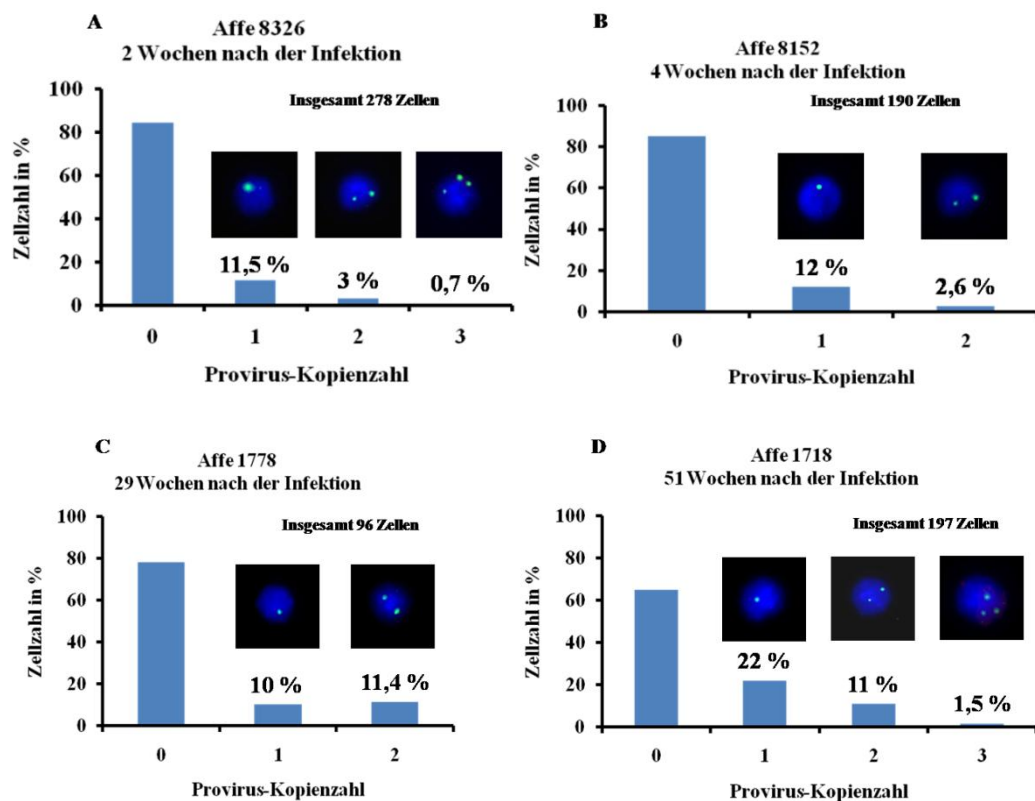 A
Affe 8326
2 Wochen nach der Infektion
Insgesamt 278 Zellen
Zellzahl in %
100
80
60
40
20
0
11,5 %
3 %
0,7 %
0 1 2 3
Provirus-Kopienzahl
B
Affe 8152
4 Wochen nach der Infektion
Insgesamt 190 Zellen
Zellzahl in %
100
80
60
40
20
0
12 %
2,6 %
0 1 2
Provirus-Kopienzahl
C
Affe 1778
29 Wochen nach der Infektion
Insgesamt 96 Zellen
Zellzahl in %
100
80
60
40
20
0
10 %
11,4 %
0 1 2
Provirus-Kopienzahl
D
Affe 1718
51 Wochen nach der Infektion
Insgesamt 197 Zellen
Zellzahl in %
100
80
60
40
20
0
22 %
11 %
1,5 %
0 1 2 3
Provirus-Kopienzahl